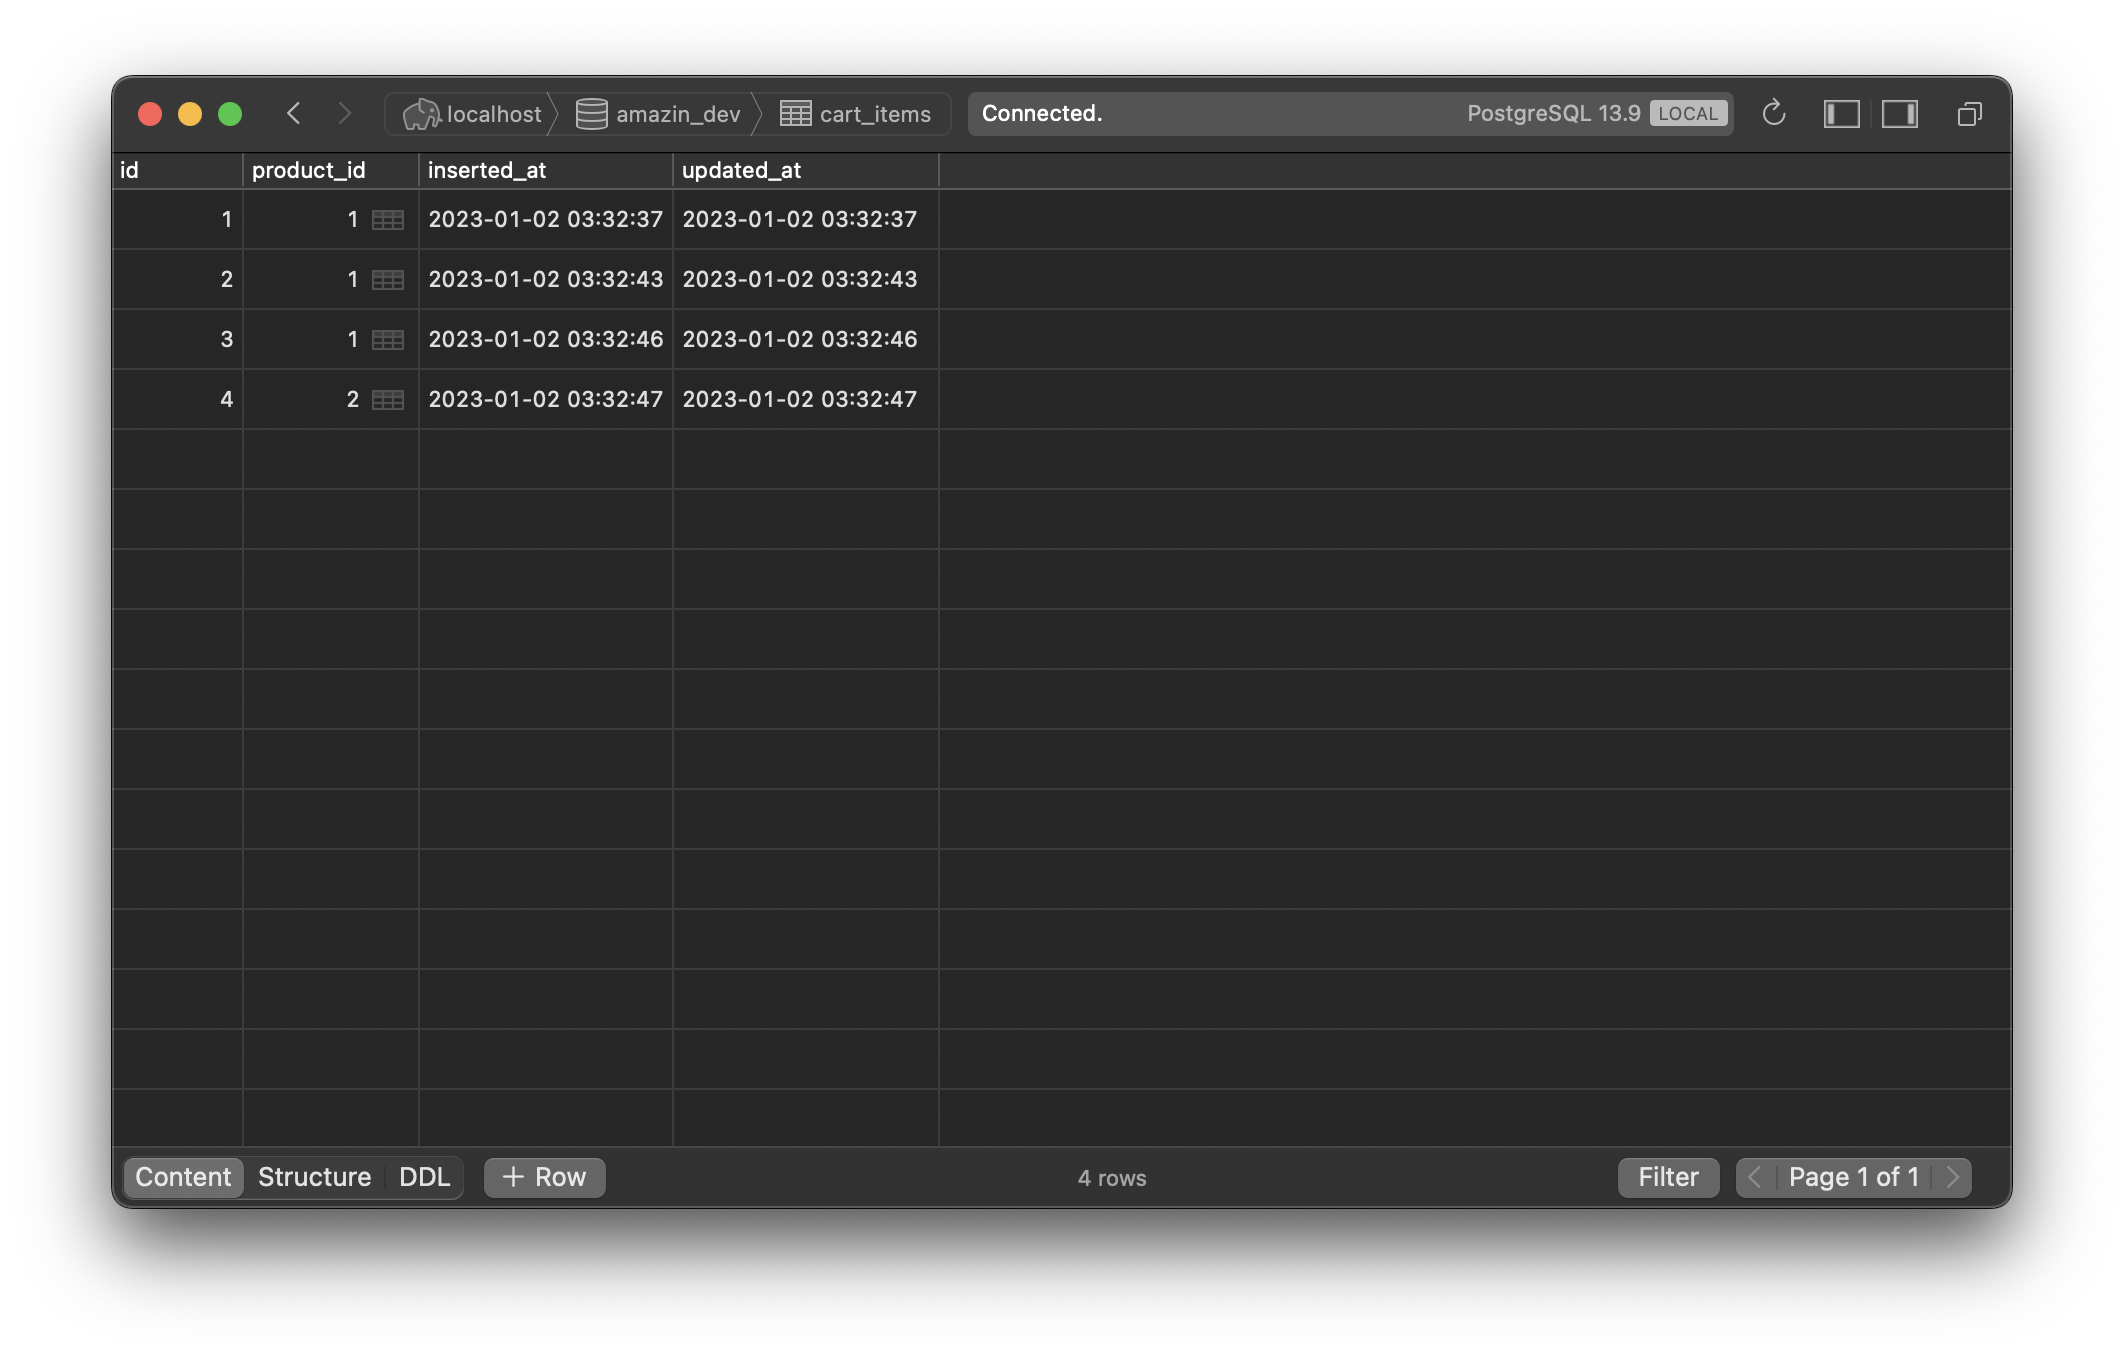 localhost amazin_dev cart_items Connected. PostgreSQL 13.9 LOCAL
id product_id inserted_at updated_at
1 1 2023-01-02 03:32:37 2023-01-02 03:32:37
2 1 2023-01-02 03:32:43 2023-01-02 03:32:43
3 1 2023-01-02 03:32:46 2023-01-02 03:32:46
4 2 2023-01-02 03:32:47 2023-01-02 03:32:47
Content Structure DDL + Row 4 rows Filter Page 1 of 1